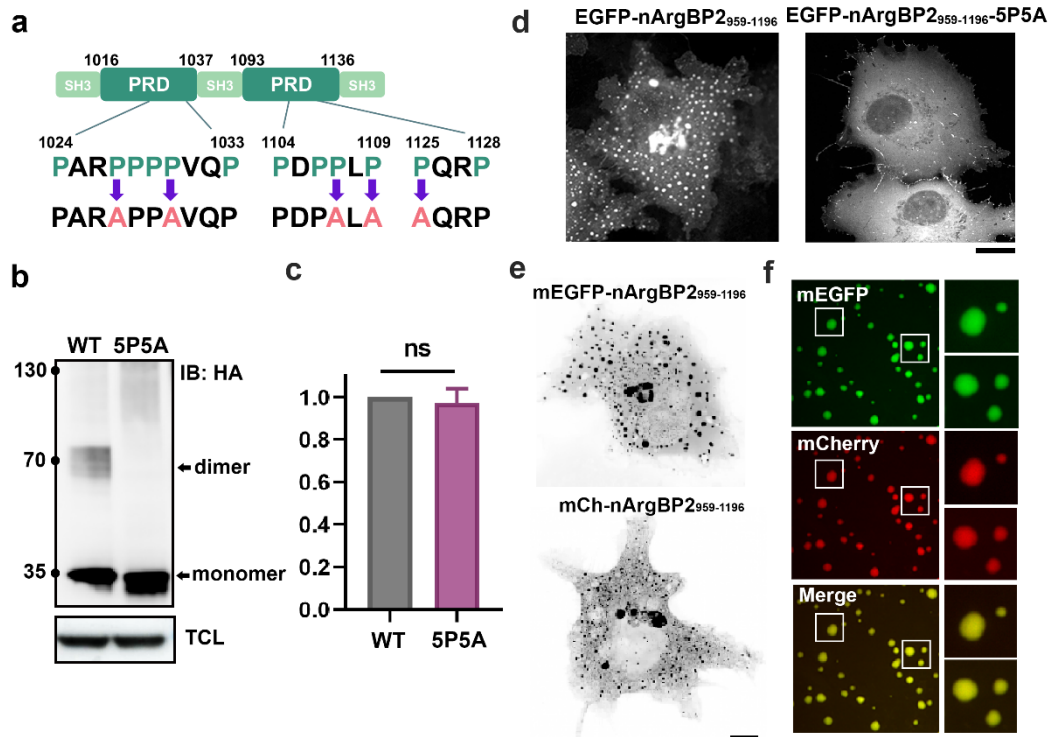 a
1016 1037 1093 1136
SH3 PRD SH3 PRD SH3
1024 1033 1104 1109 1125 1128
PARPPPPVQP PDPPLP PQRP
PARAPPAVQP PDPALA AQRP
b
WT 5P5A
130
IB: HA
70
dimer
35
monomer
TCL
c
ns
1.0
0.8
0.6
0.4
0.2
0.0
WT 5P5A
d
EGFP-nArgBP2959-1196 EGFP-nArgBP2959-1196-5P5A
e
mEGFP-nArgBP2959-1196
mCh-nArgBP2959-1196
f
mEGFP
mCherry
Merge